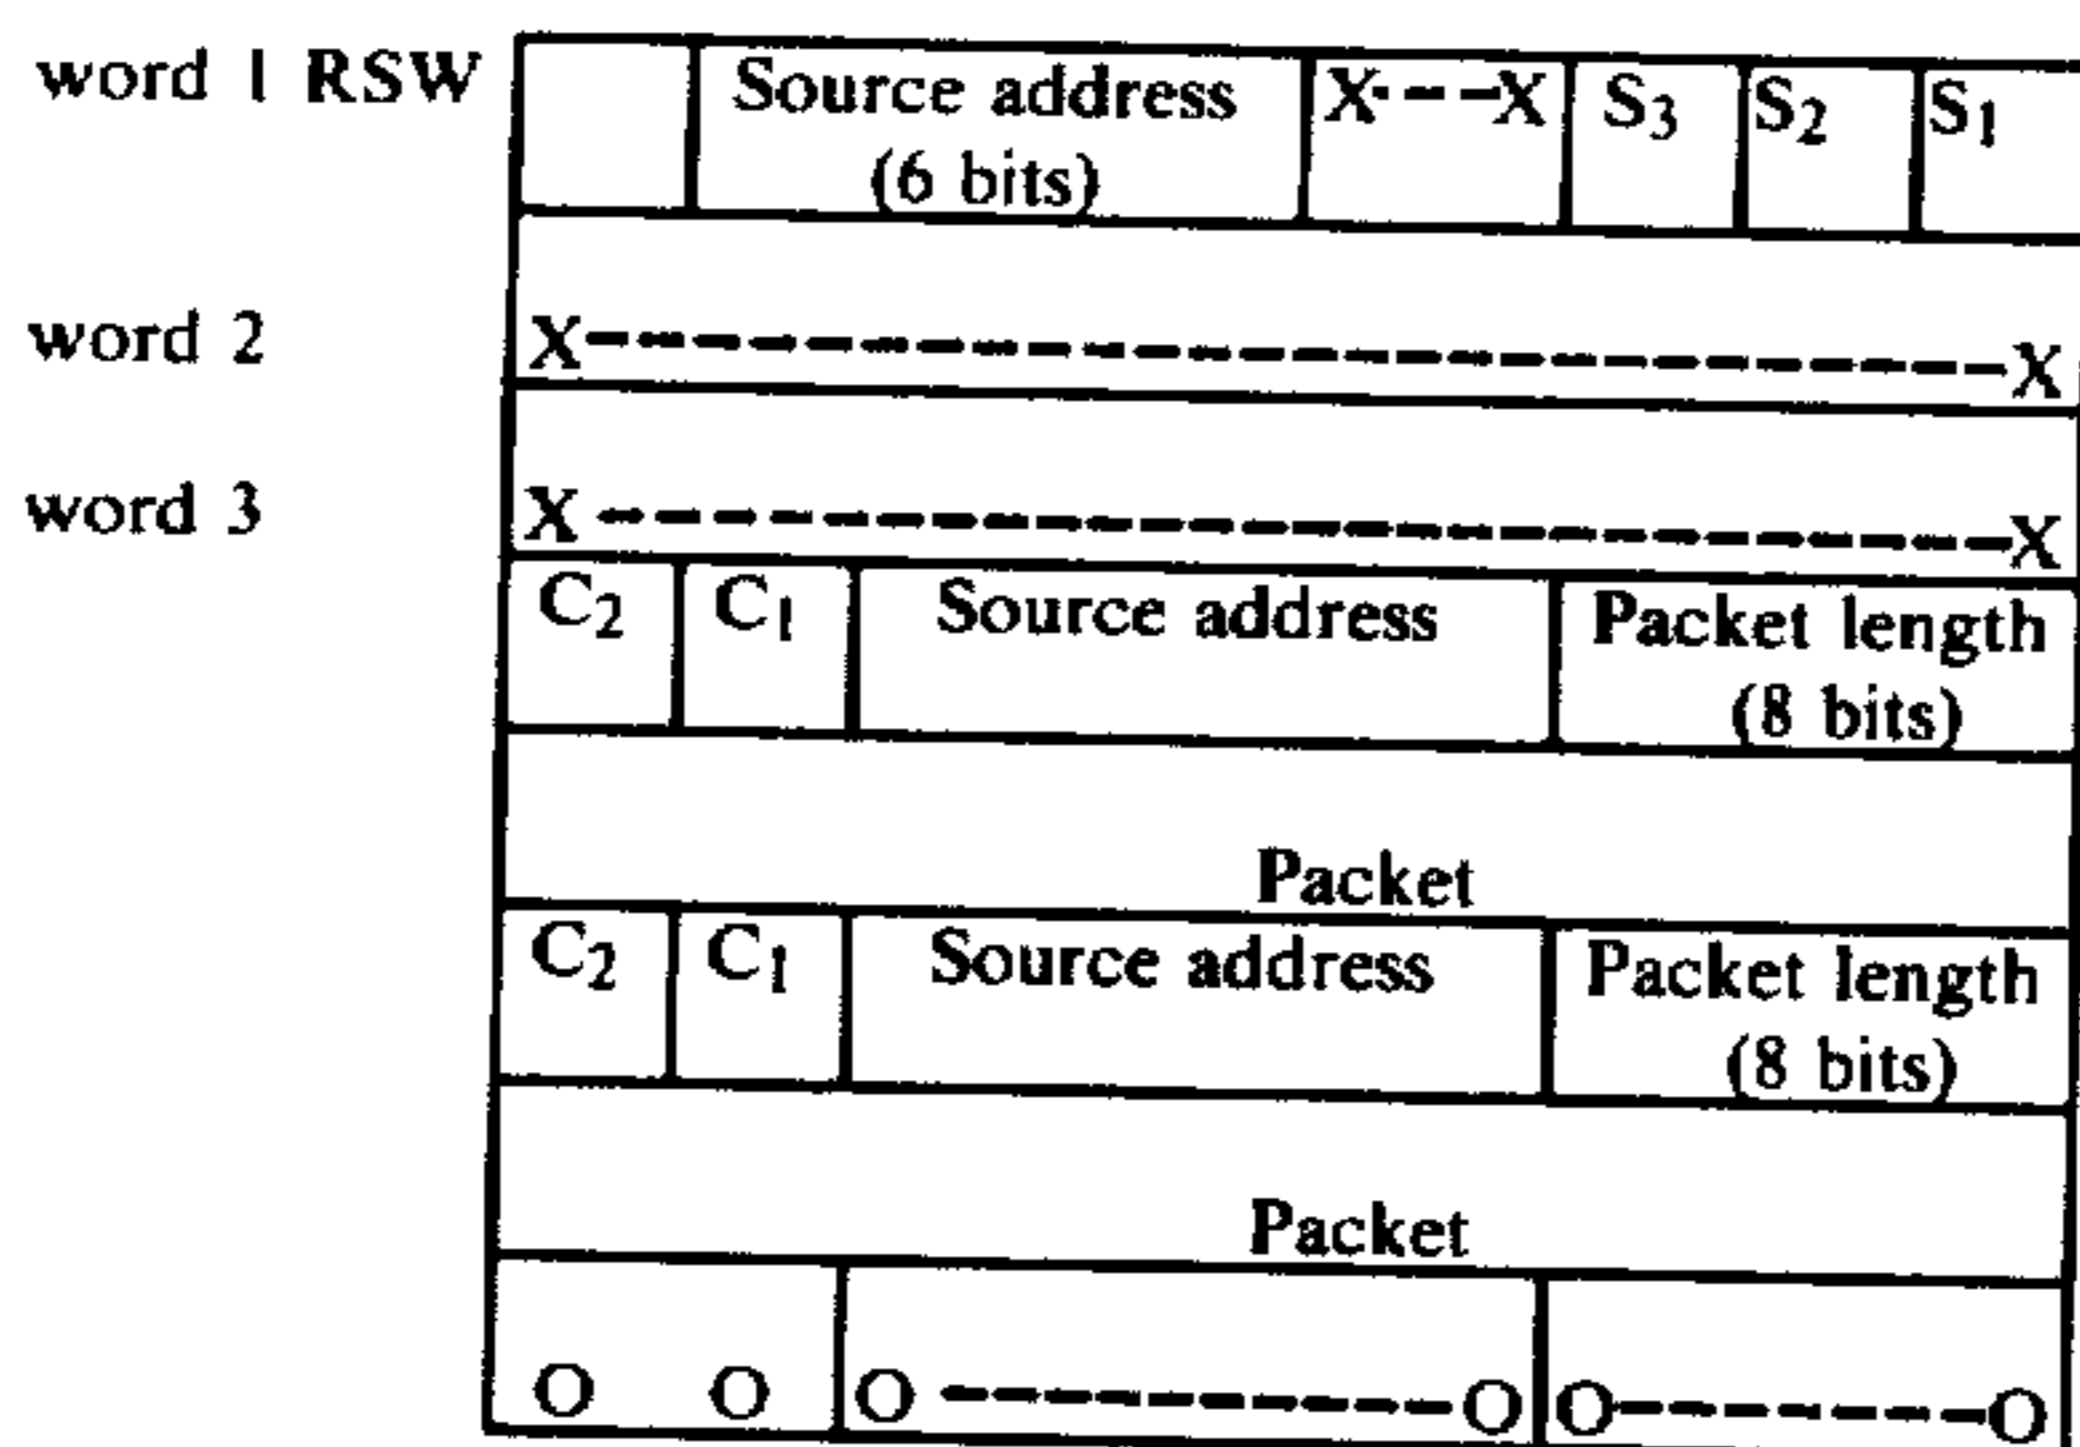 word 1 RSW Source address X---X S3 S2 S1
(6 bits)
word 2 X------------------X
word 3 X------------------X
C2 C1 Source address Packet length
(8 bits)
Packet
C2 C1 Source address Packet length
(8 bits)
Packet
O O O--------O O------O